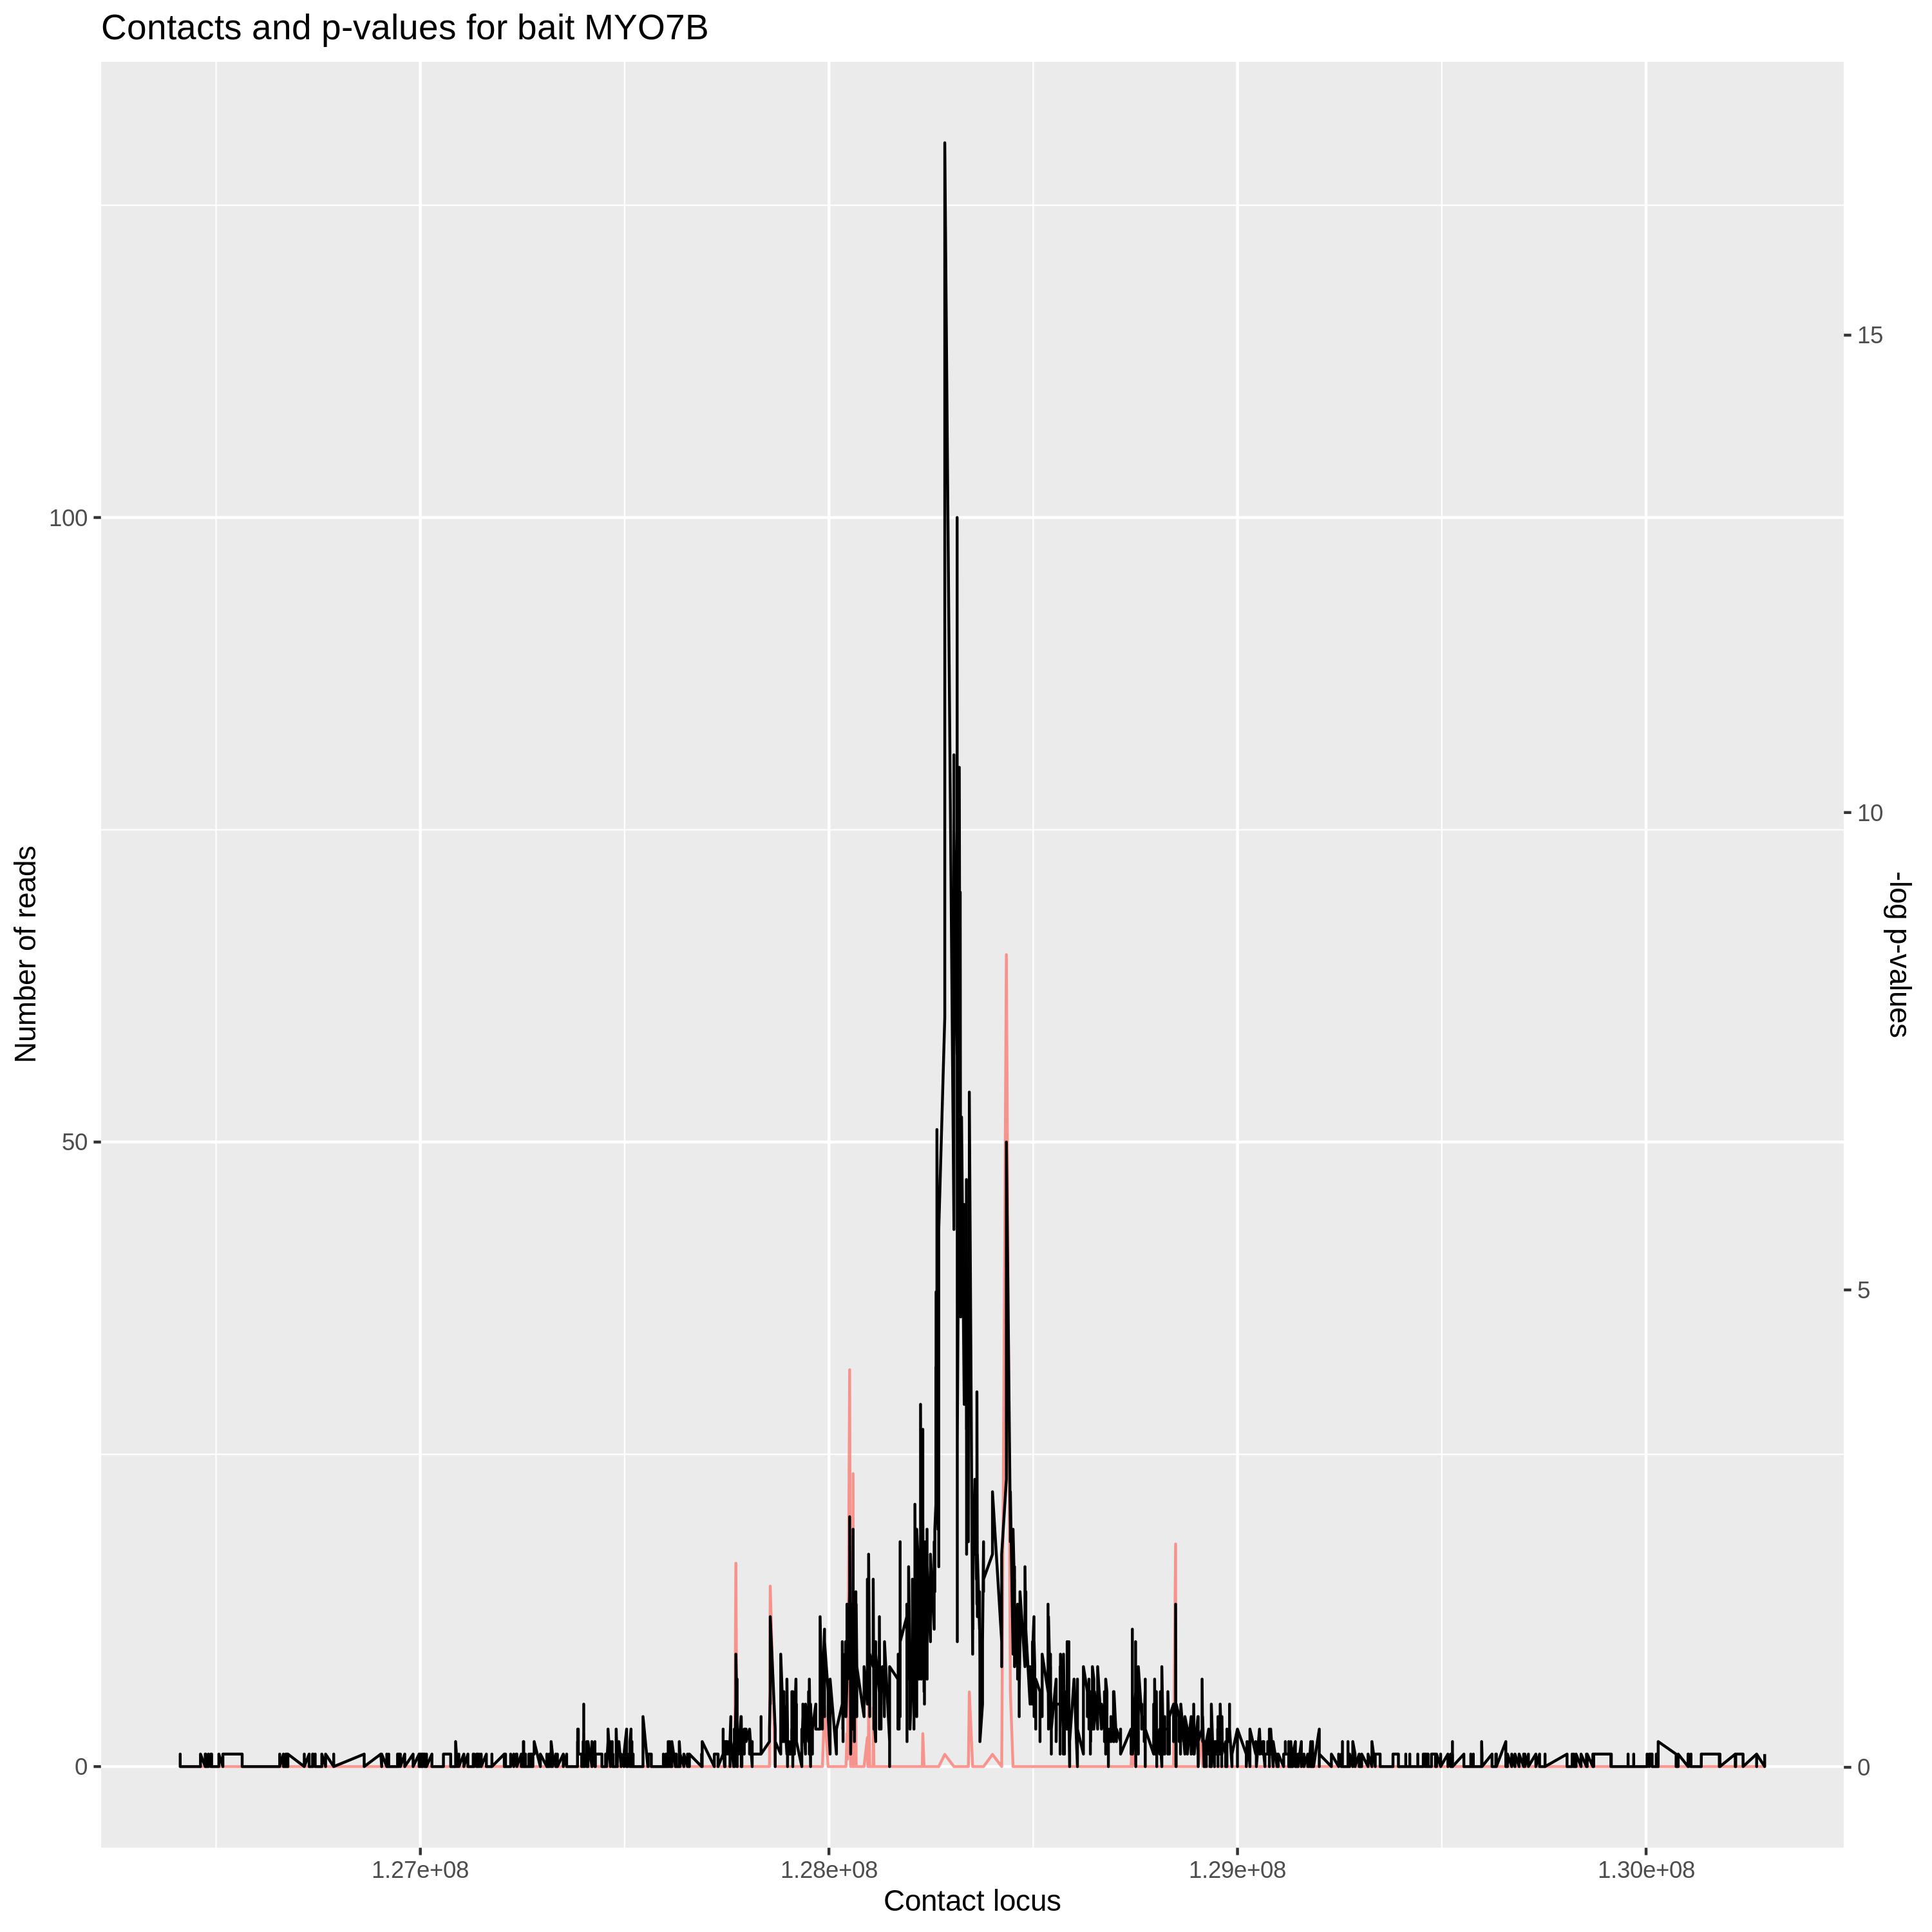 Contacts and p-values for bait MYO7B
Number of reads
100
50
0
15
10
5
0
-log p-values
1.27e+08
1.28e+08
1.29e+08
1.30e+08
Contact locus